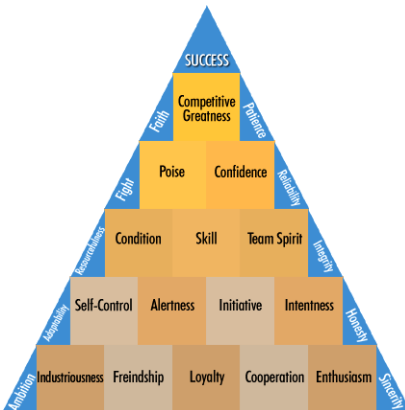 SUCCESS
Competitive
Greatness
Faith
Patience
Poise
Confidence
Fight
Reliability
Condition
Skill
Team Spirit
Resourcefulness
Integrity
Self-Control
Alertness
Initiative
Intentness
Adaptability
Honesty
Industriousness
Freindship
Loyalty
Cooperation
Enthusiasm
Ambition
Sincerity